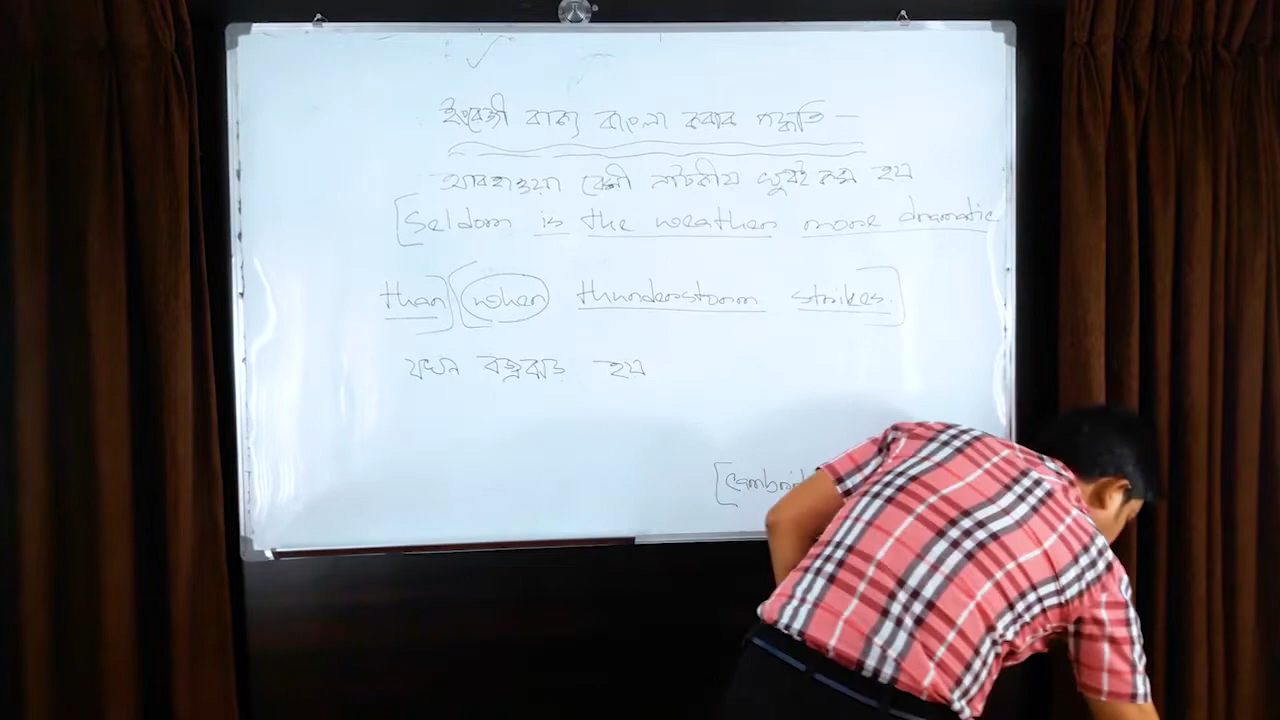 ইংরেজী বাক্য বাংলা করার পদ্ধতি —
আবহাওয়া বেশী নাটকীয় খুবই কম হয়
[Seldom is the weather more dramatic
than] [when thunderstorm strikes.]
যখন বজ্রঝড় হয়
[Cambrid